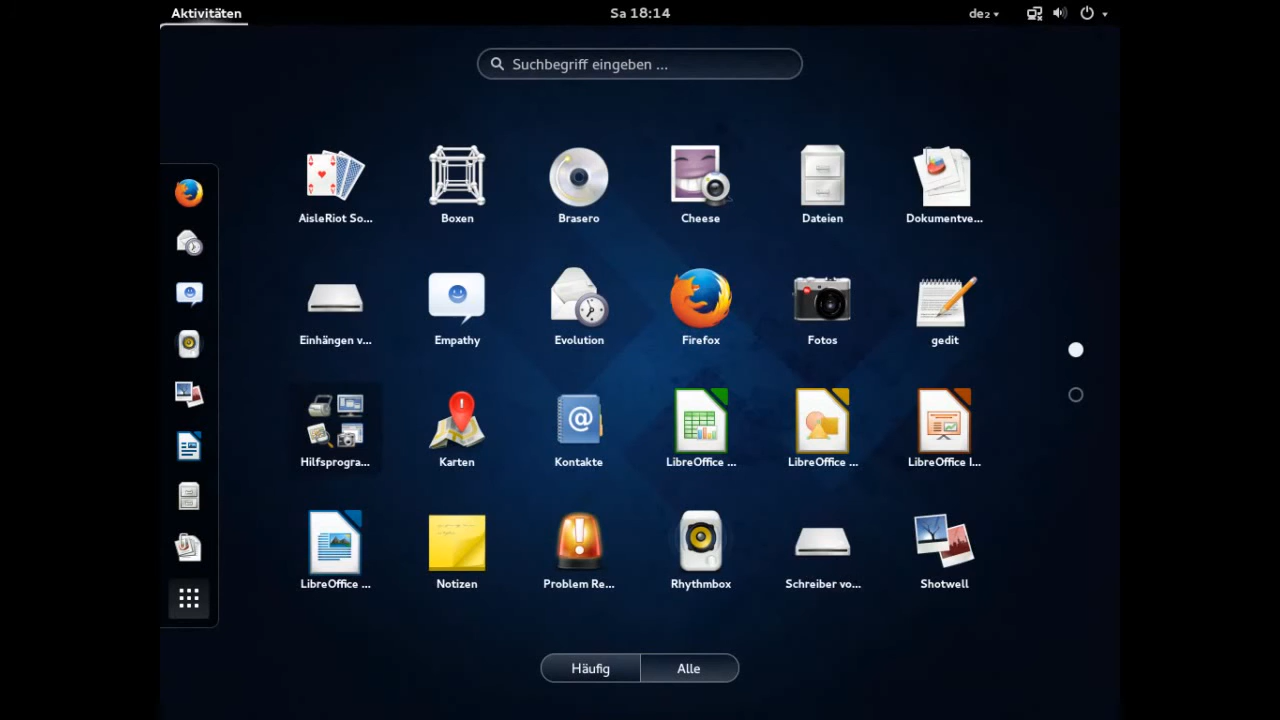 Aktivitäten
Sa 18:14
de₂
Suchbegriff eingeben ...
AisleRiot So...
Boxen
Brasero
Cheese
Dateien
Dokumentve...
Einhängen v...
Empathy
Evolution
Firefox
Fotos
gedit
Hilfsprogra...
Karten
Kontakte
LibreOffice ...
LibreOffice ...
LibreOffice I...
LibreOffice ...
Notizen
Problem Re...
Rhythmbox
Schreiber vo...
Shotwell
Häufig
Alle